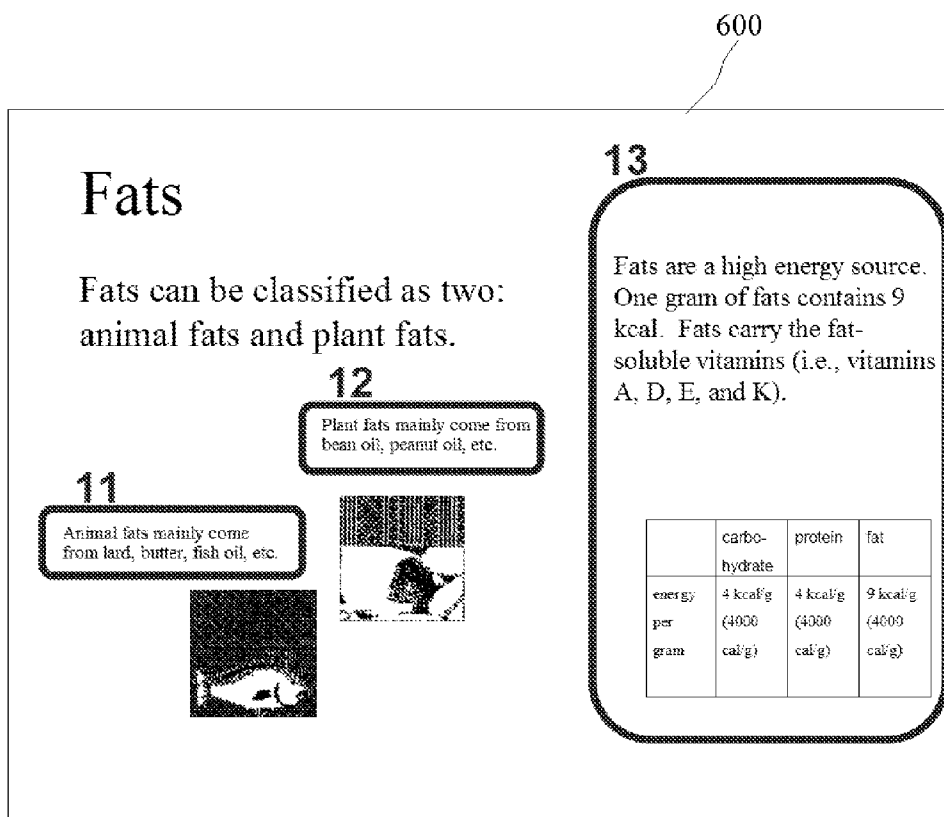 600
Fats
Fats can be classified as two:
animal fats and plant fats.
12
Plant fats mainly come from
bean oil, peanut oil, etc.
11
Animal fats mainly come
from lard, butter, fish oil, etc.
13
Fats are a high energy source.
One gram of fats contains 9
kcal. Fats carry the fat-
soluble vitamins (i.e., vitamins
A, D, E, and K).
carbo- protein fat
hydrate
energy 4 kcal/g 4 kcal/g 9 kcal/g
per (4000 (4000 (4000
gram cal/g) cal/g) cal/g)